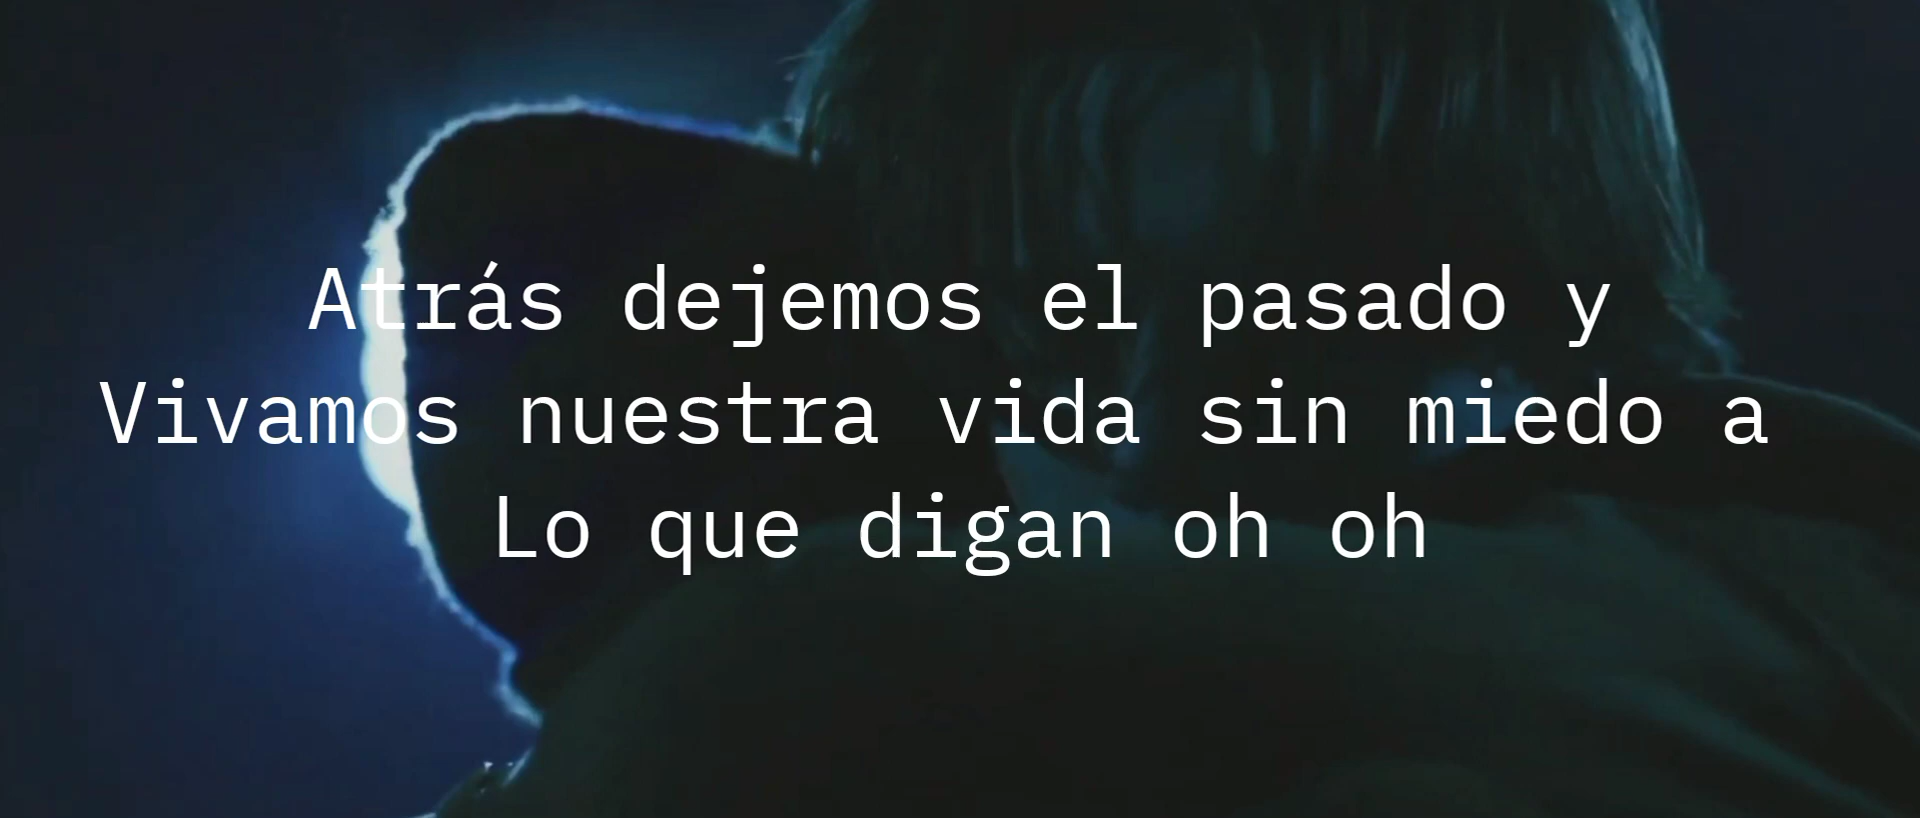 Atrás dejemos el pasado y
Vivamos nuestra vida sin miedo a
Lo que digan oh oh